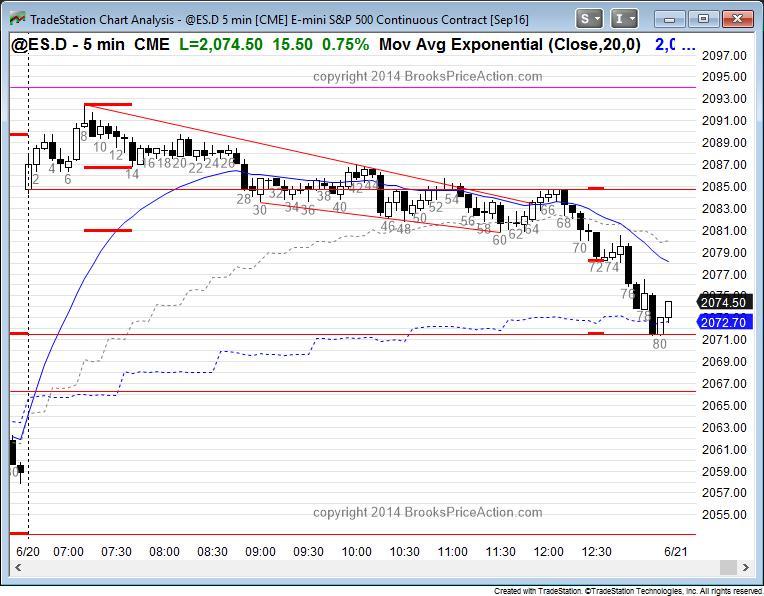 TradeStation Chart Analysis - @ES.D 5 min [CME] E-mini S&P 500 Continuous Contract [Sep16]
S I
@ES.D - 5 min CME L=2,074.50 15.50 0.75% Mov Avg Exponential (Close,20,0) 2,0 ...
copyright 2014 BrooksPriceAction.com
2097.00
2095.00
2093.00
2091.00
2089.00
2087.00
2085.00
2083.00
2081.00
2079.00
2077.00
2074.50
2072.70
2071.00
2069.00
2067.00
2065.00
2063.00
2061.00
2059.00
2057.00
2055.00
2 4 6 8 10 12 14 16 18 20 22 24 26 28 30 32 34 36 38 40 42 44 46 48 50 52 54 56 58 60 62 64 66 68 70 72 74 76 78 80
copyright 2014 BrooksPriceAction.com
6/20 07:00 07:30 08:00 08:30 09:00 09:30 10:00 10:30 11:00 11:30 12:00 12:30 6/21
Created with TradeStation. ©TradeStation Technologies, Inc. All rights reserved.